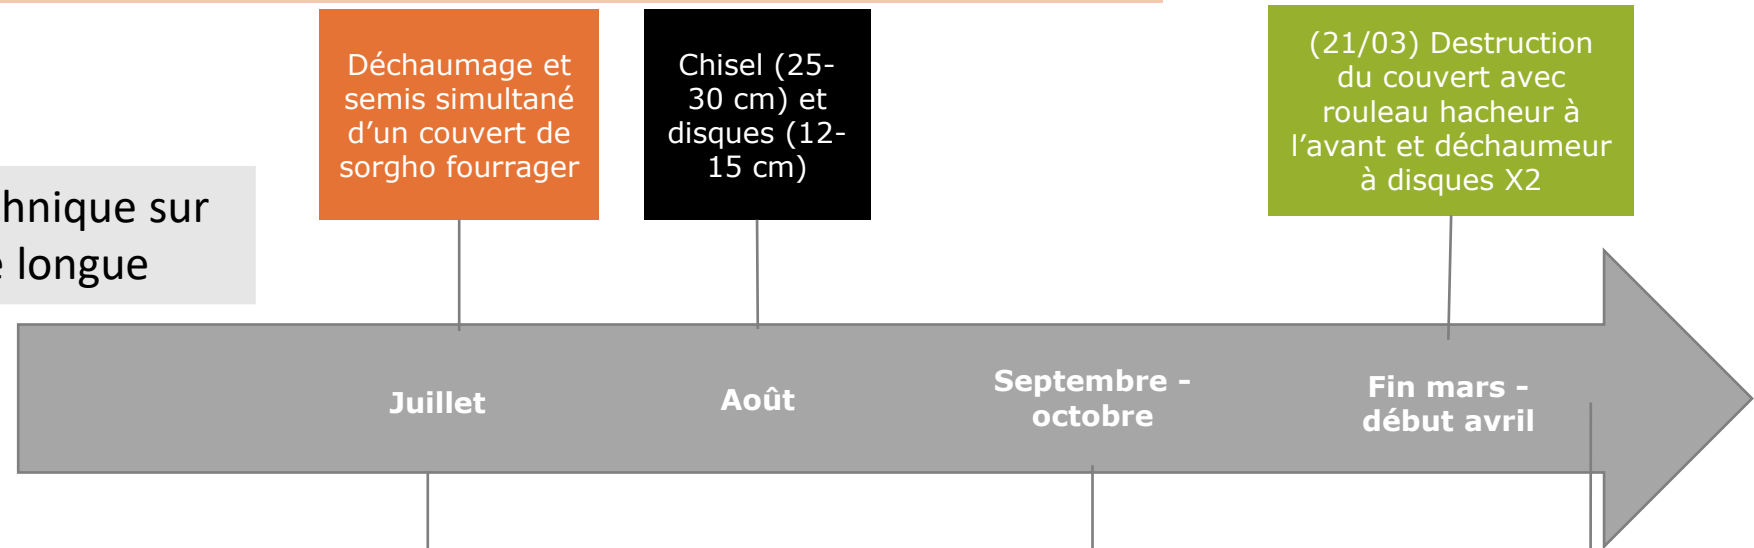 Déchaumage et
semis simultané
d’un couvert de
sorgho fourrager
Chisel (25-
30 cm) et
disques (12-
15 cm)
(21/03) Destruction
du couvert avec
rouleau hacheur à
l’avant et déchaumeur
à disques X2
chnique sur
longue
Juillet
Août
Septembre -
octobre
Fin mars -
début avril